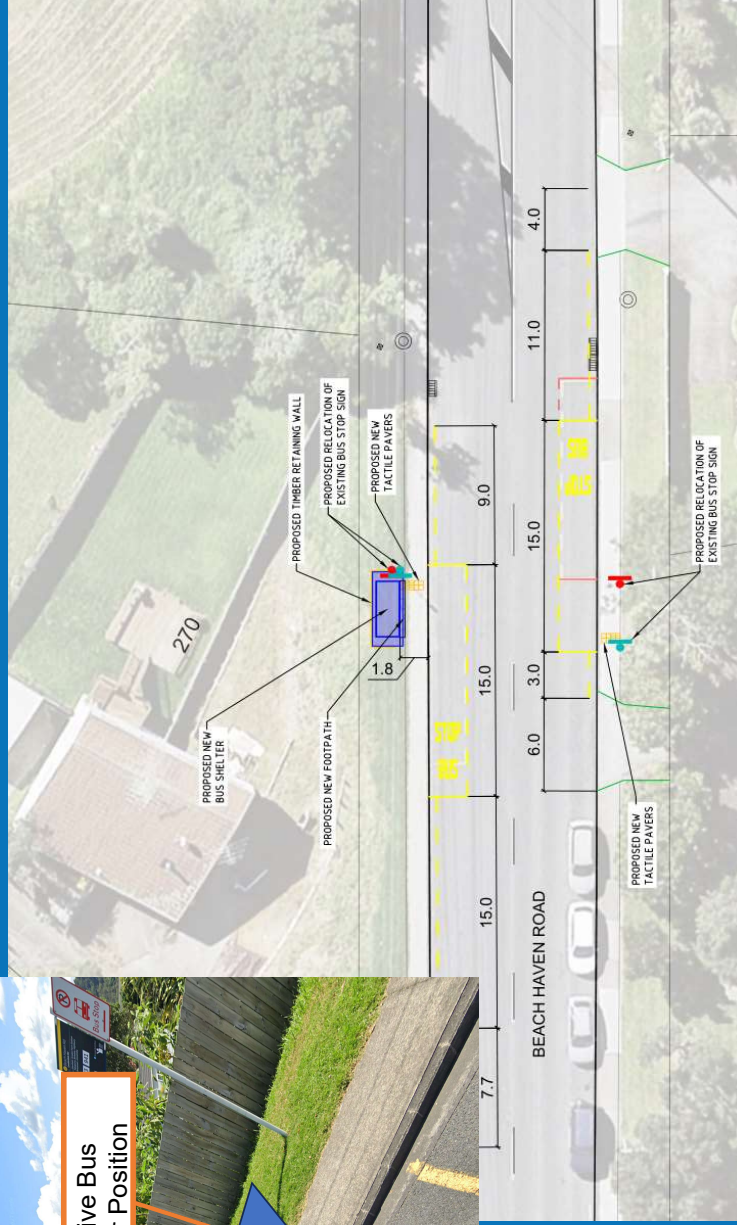 ive Bus
Position
Bus Stop
270
PROPOSED NEW
BUS SHELTER
PROPOSED TIMBER RETAINING WALL
PROPOSED RELOCATION OF
EXISTING BUS STOP SIGN
PROPOSED NEW
TACTILE PAVERS
PROPOSED NEW FOOTPATH
1.8
BUS STOP
7.7
15.0
15.0
9.0
BEACH HAVEN ROAD
6.0
3.0
15.0
11.0
4.0
BUS STOP
PROPOSED NEW
TACTILE PAVERS
PROPOSED RELOCATION OF
EXISTING BUS STOP SIGN